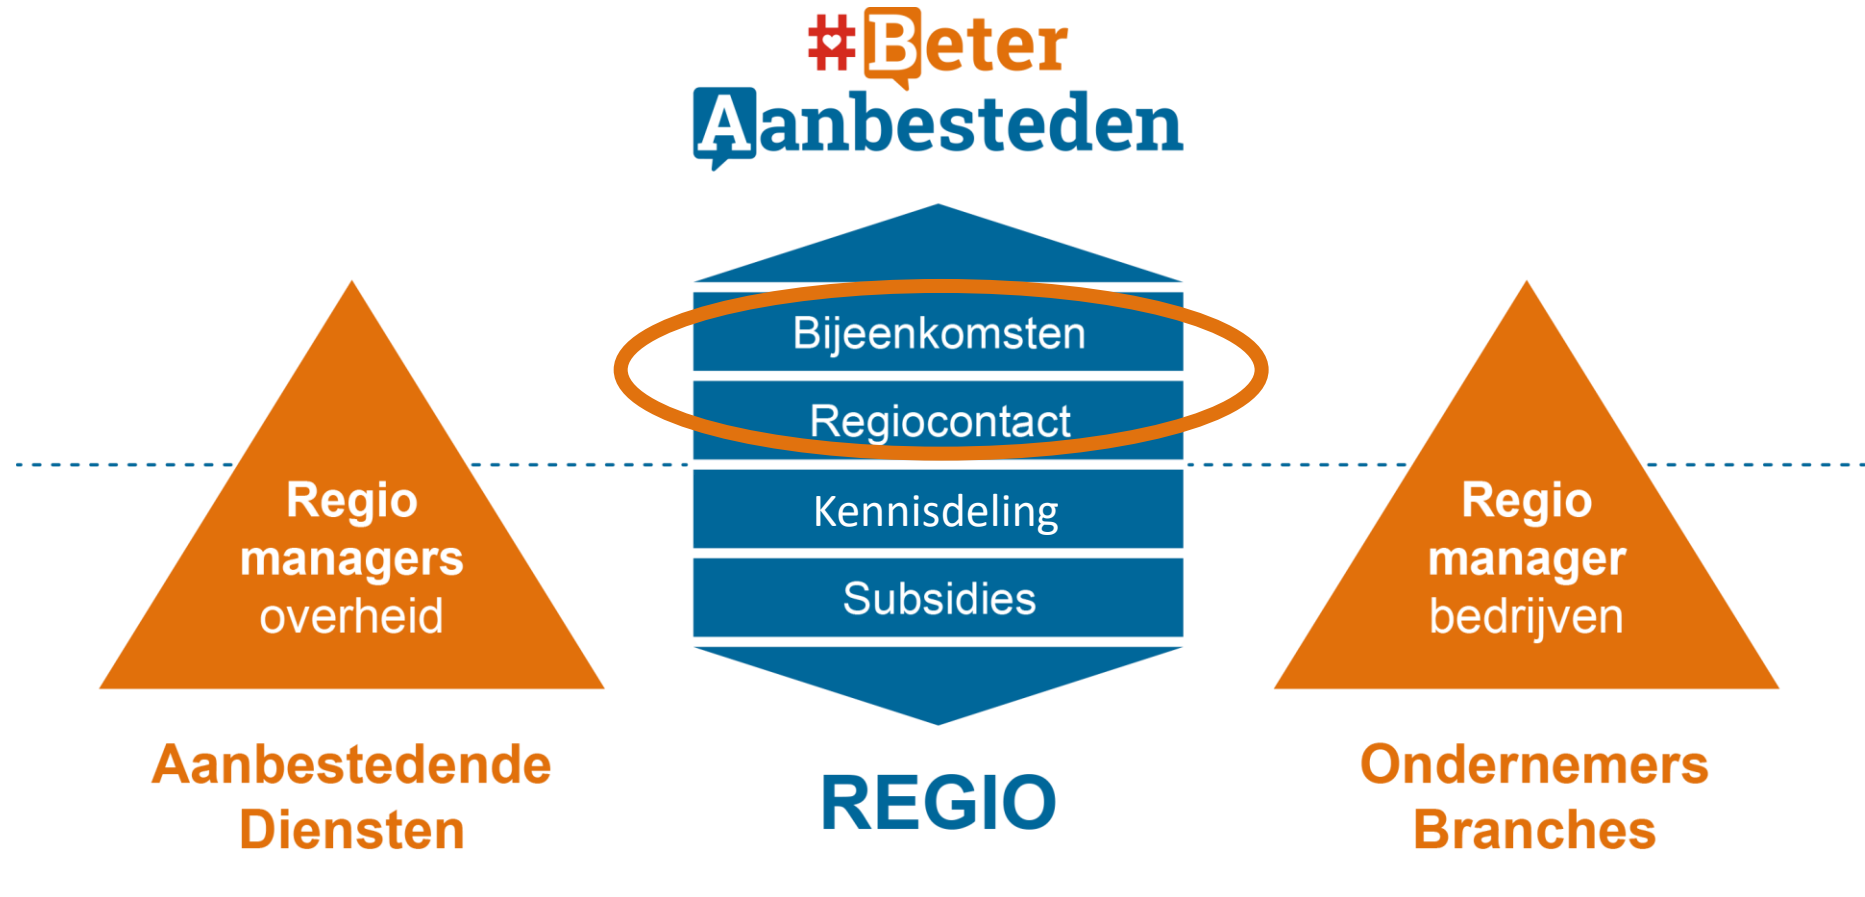 #Beter
Aanbesteden
Bijeenkomsten
Regiocontact
Kennisdeling
Subsidies
REGIO
Regio
managers
overheid
Aanbestedende
Diensten
Regio
manager
bedrijven
Ondernemers
Branches